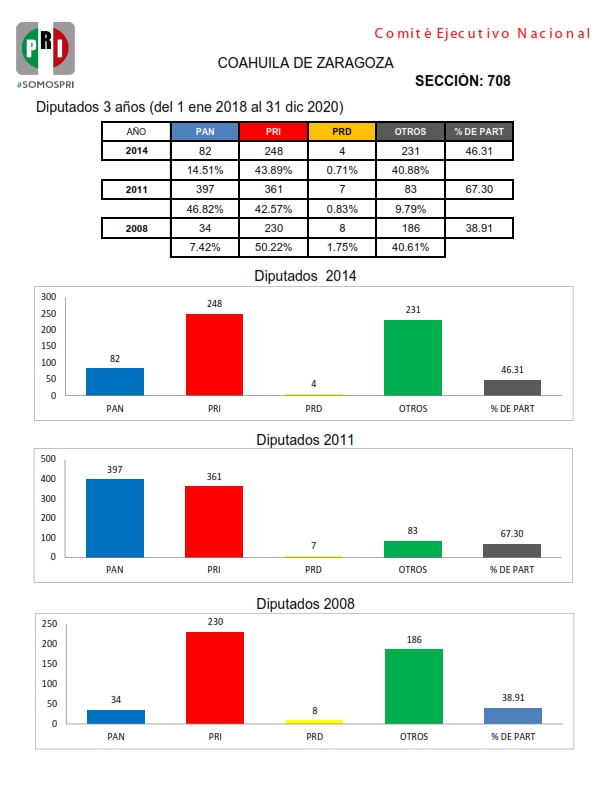 Comité Ejecutivo Nacional
PRI
#SOMOSPRI
COAHUILA DE ZARAGOZA
SECCIÓN: 708
Diputados 3 años (del 1 ene 2018 al 31 dic 2020)
AÑO PAN PRI PRD OTROS % DE PART
2014 82 248 4 231 46.31
14.51% 43.89% 0.71% 40.88%
2011 397 361 7 83 67.30
46.82% 42.57% 0.83% 9.79%
2008 34 230 8 186 38.91
7.42% 50.22% 1.75% 40.61%
Diputados 2014
300
250
200
150
100
50
0
82 248 4 231 46.31
PAN PRI PRD OTROS % DE PART
Diputados 2011
500
400
300
200
100
0
397 361 7 83 67.30
PAN PRI PRD OTROS % DE PART
Diputados 2008
250
200
150
100
50
0
34 230 8 186 38.91
PAN PRI PRD OTROS % DE PART